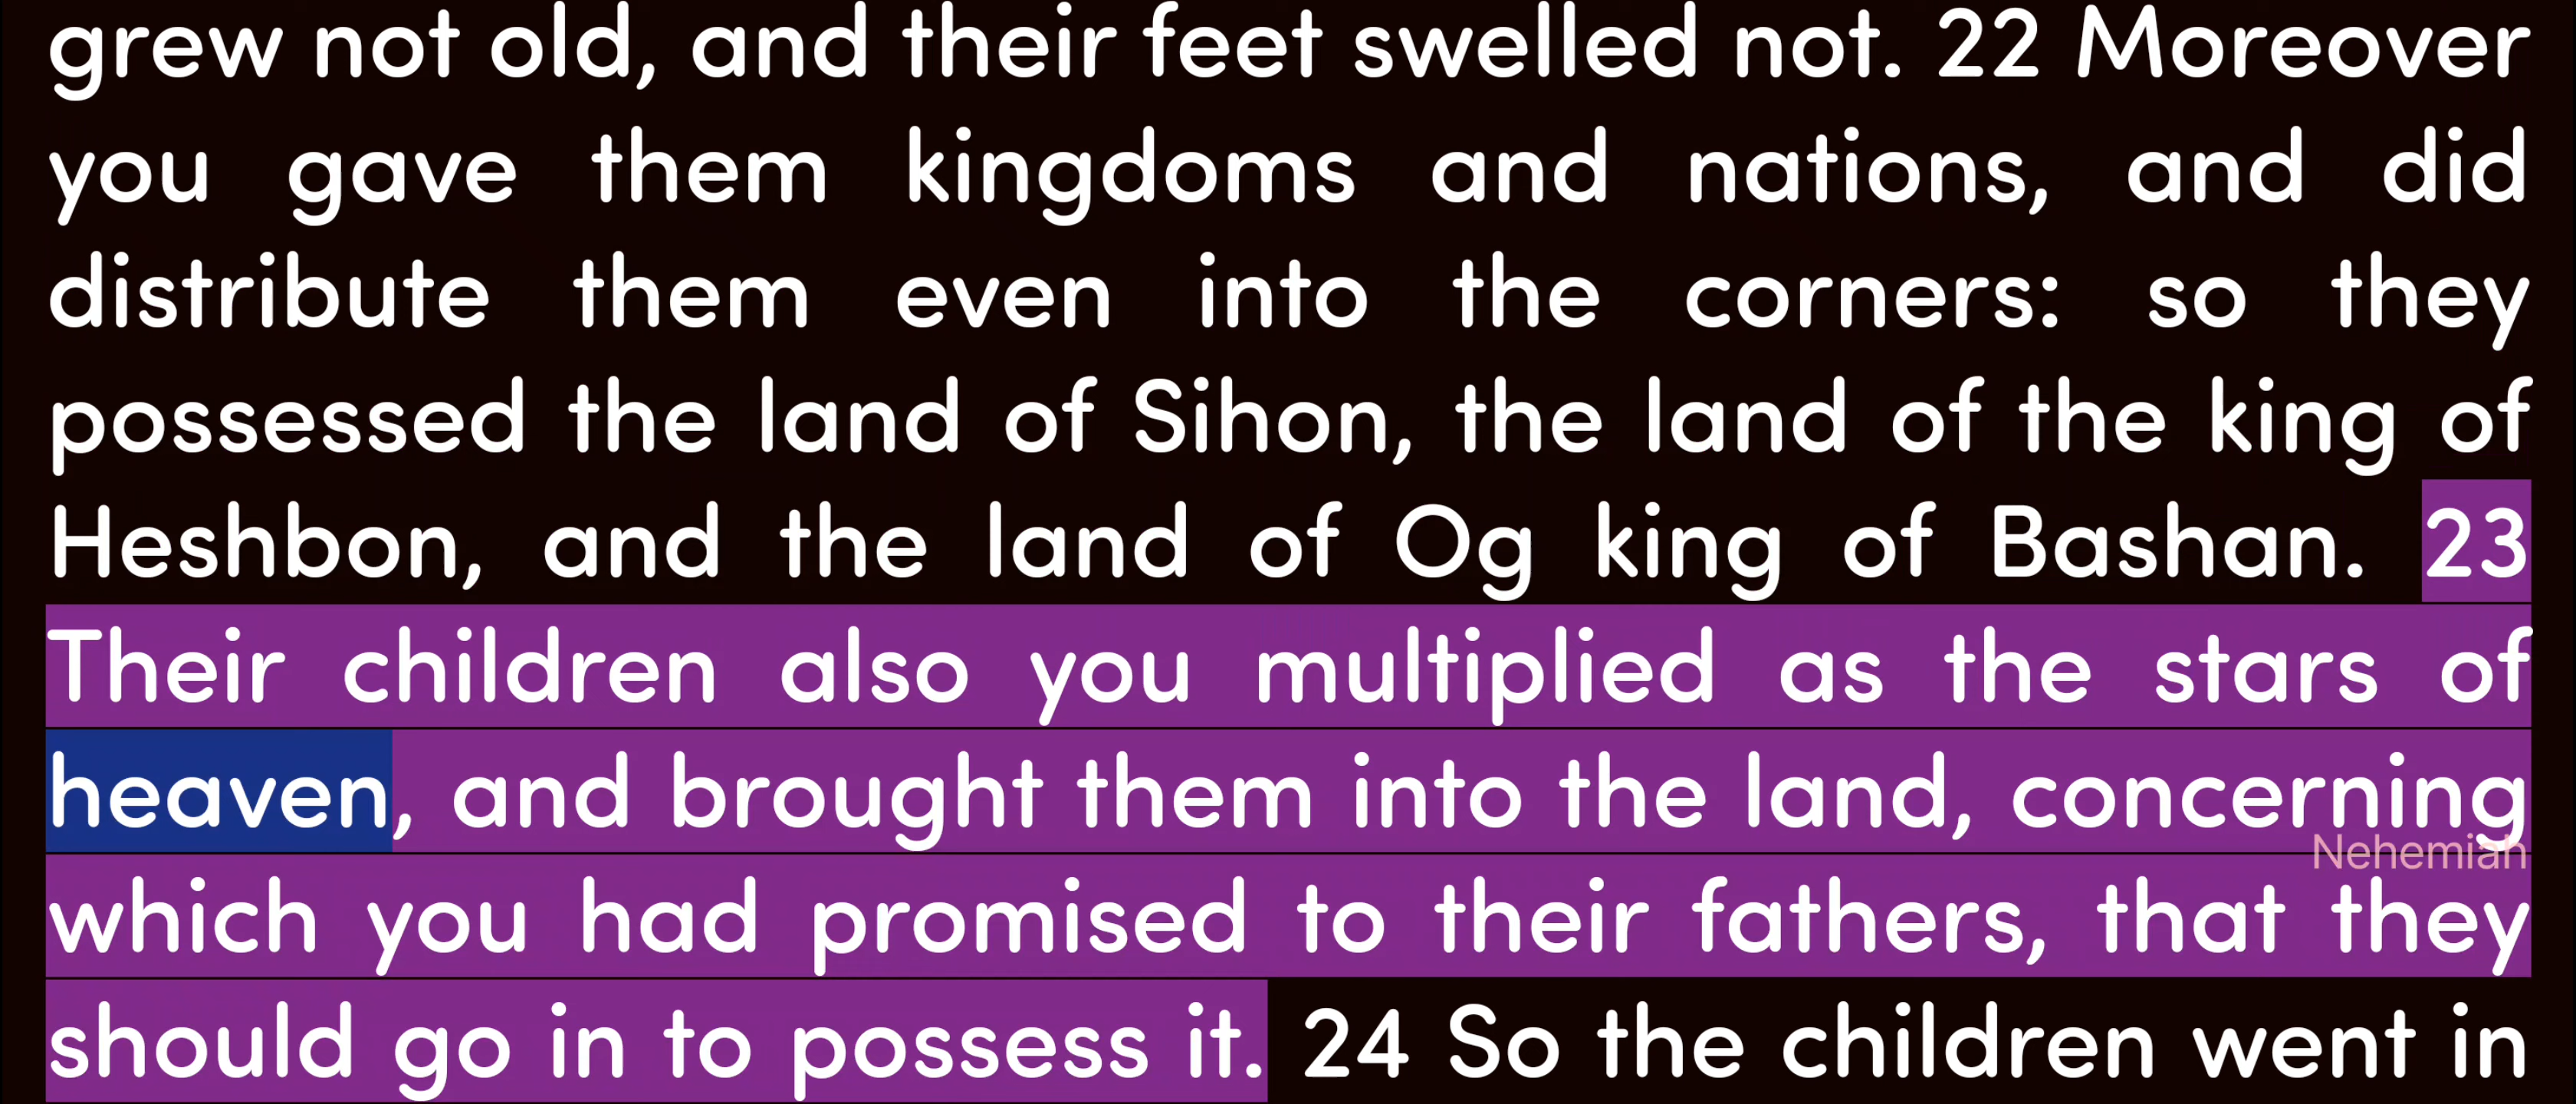 grew not old, and their feet swelled not. 22 Moreover
you gave them kingdoms and nations, and did
distribute them even into the corners: so they
possessed the land of Sihon, the land of the king of
Heshbon, and the land of Og king of Bashan. 23
Their children also you multiplied as the stars of
heaven, and brought them into the land, concerning
Nehemiah
which you had promised to their fathers, that they
should go in to possess it. 24 So the children went in